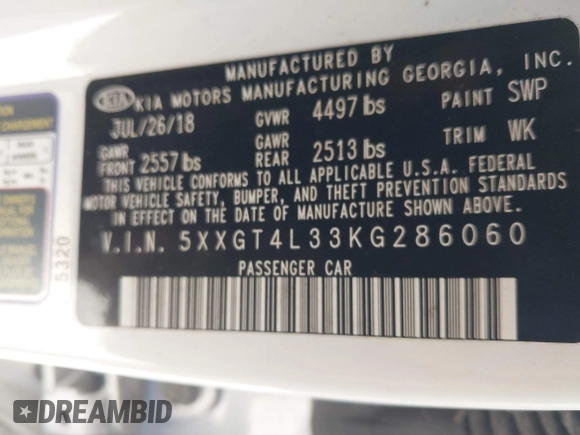 MANUFACTURED BY
KIA KIA MOTORS MANUFACTURING GEORGIA, INC.
JUL/26/18 GVWR 4497 lbs PAINT SWP
GAWR FRONT 2557 lbs GAWR REAR 2513 lbs TRIM WK
THIS VEHICLE CONFORMS TO ALL APPLICABLE U.S.A. FEDERAL
MOTOR VEHICLE SAFETY, BUMPER, AND THEFT PREVENTION STANDARDS
IN EFFECT ON THE DATE OF MANUFACTURE SHOWN ABOVE.
V.I.N. 5XXGT4L33KG286060
PASSENGER CAR
5320
DREAMBID